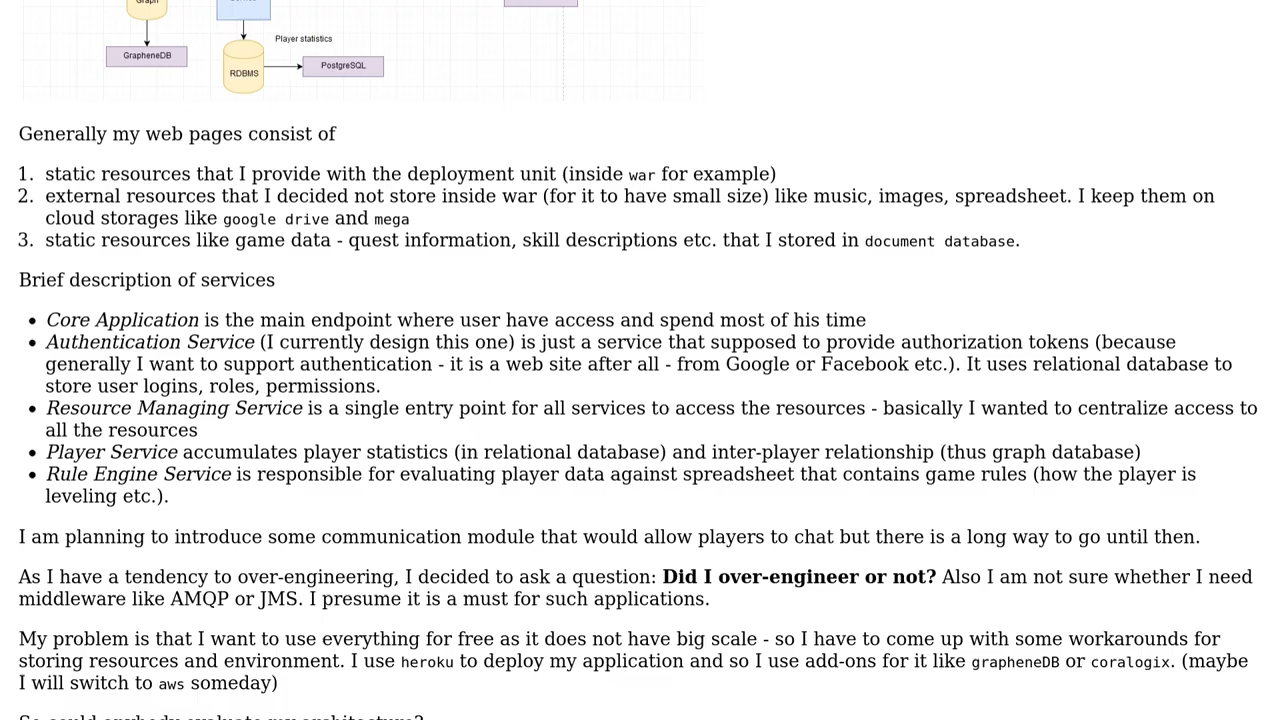 Graph
GrapheneDB
Player statistics
RDBMS
PostgreSQL
Generally my web pages consist of
1. static resources that I provide with the deployment unit (inside war for example)
2. external resources that I decided not store inside war (for it to have small size) like music, images, spreadsheet. I keep them on
cloud storages like google drive and mega
3. static resources like game data - quest information, skill descriptions etc. that I stored in document database.
Brief description of services
• Core Application is the main endpoint where user have access and spend most of his time
• Authentication Service (I currently design this one) is just a service that supposed to provide authorization tokens (because
generally I want to support authentication - it is a web site after all - from Google or Facebook etc.). It uses relational database to
store user logins, roles, permissions.
• Resource Managing Service is a single entry point for all services to access the resources - basically I wanted to centralize access to
all the resources
• Player Service accumulates player statistics (in relational database) and inter-player relationship (thus graph database)
• Rule Engine Service is responsible for evaluating player data against spreadsheet that contains game rules (how the player is
leveling etc.).
I am planning to introduce some communication module that would allow players to chat but there is a long way to go until then.
As I have a tendency to over-engineering, I decided to ask a question: Did I over-engineer or not? Also I am not sure whether I need
middleware like AMQP or JMS. I presume it is a must for such applications.
My problem is that I want to use everything for free as it does not have big scale - so I have to come up with some workarounds for
storing resources and environment. I use heroku to deploy my application and so I use add-ons for it like grapheneDB or coralogix. (maybe
I will switch to aws someday)
So could anybody evaluate my architecture?